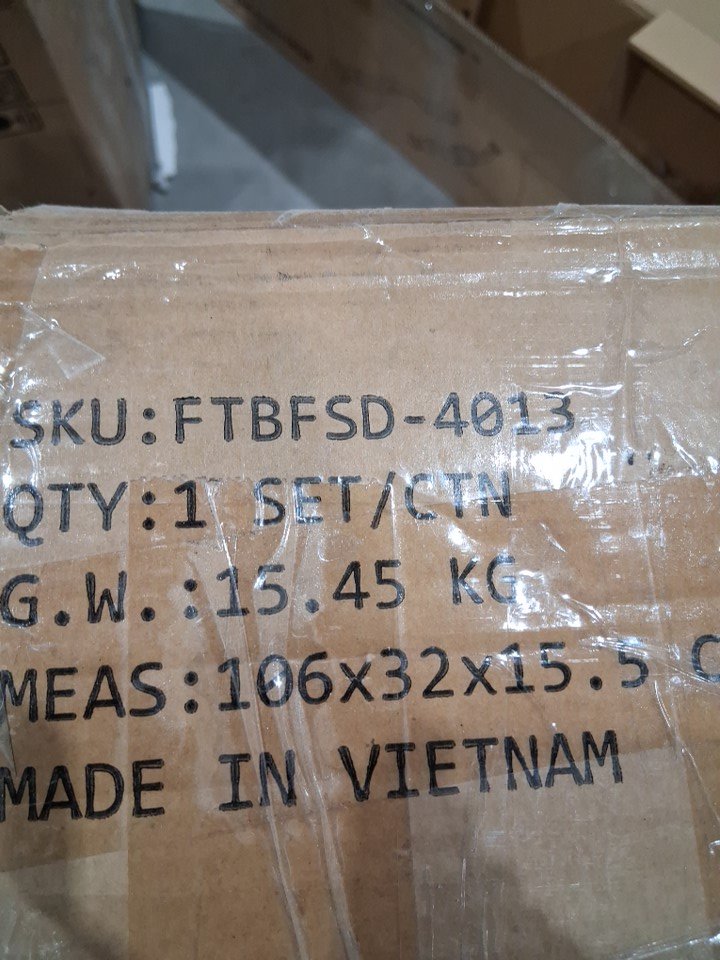 SKU:FTBFSD-4013
QTY:1 SET/CTN
G.W.:15.45 KG
MEAS:106x32x15.5 C
MADE IN VIETNAM